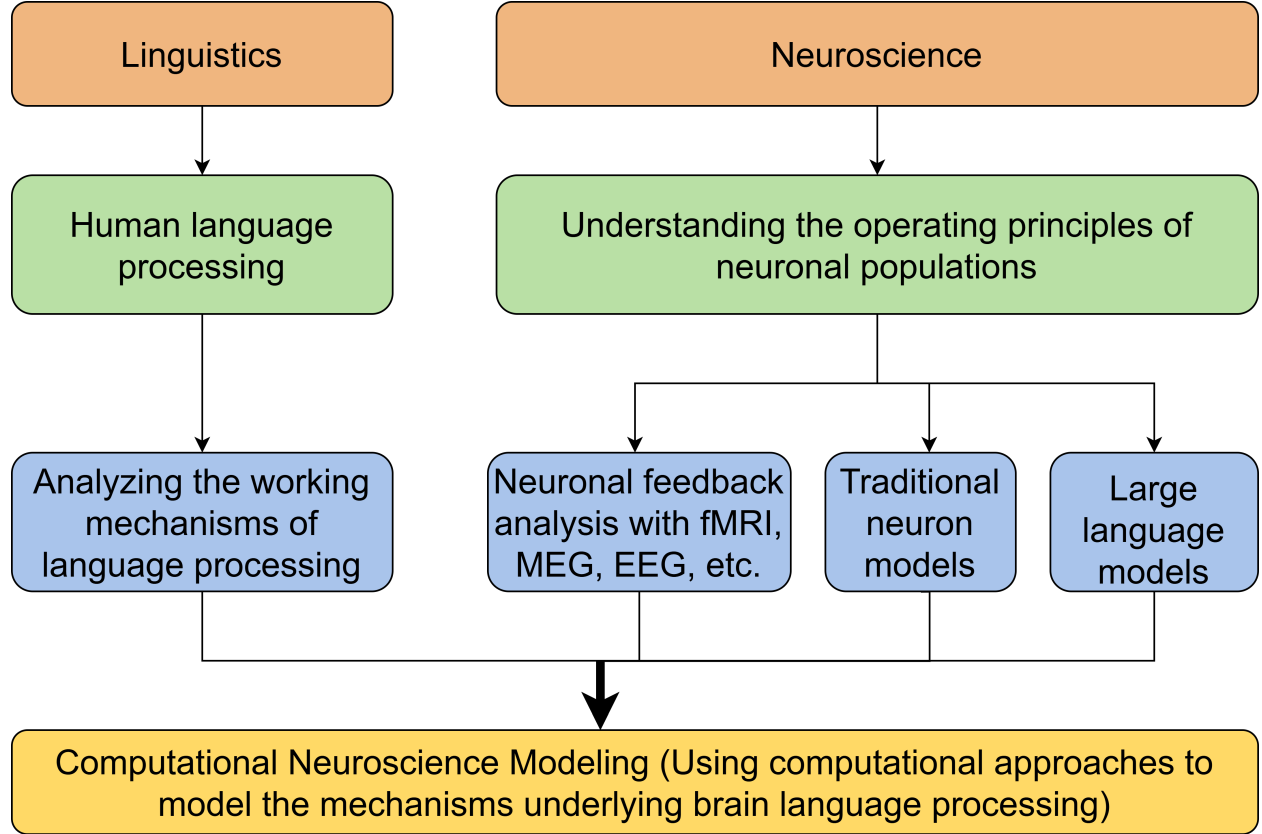 Linguistics
Neuroscience
Human language
processing
Understanding the operating principles of
neuronal populations
Analyzing the working
mechanisms of
language processing
Neuronal feedback
analysis with fMRI,
MEG, EEG, etc.
Traditional
neuron
models
Large
language
models
Computational Neuroscience Modeling (Using computational approaches to
model the mechanisms underlying brain language processing)